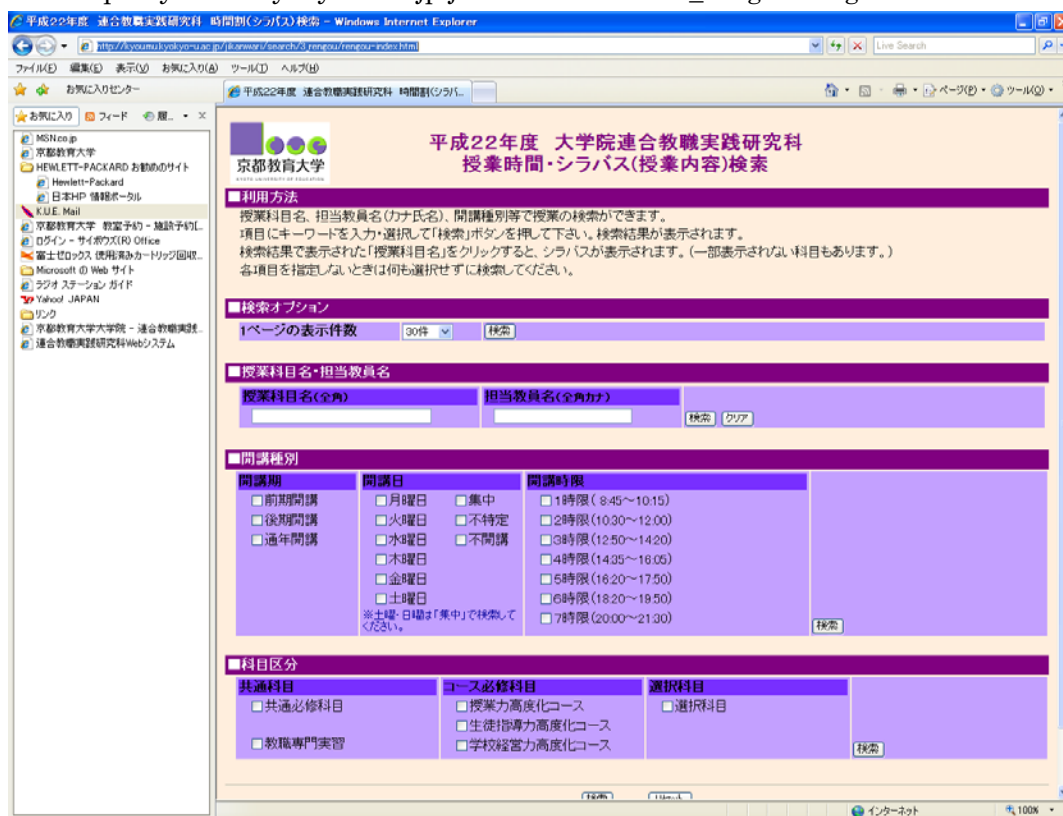 平成22年度 連合教職実践研究科 時間割(シラバス)検索 - Windows Internet Explorer
http://kyoumu.kyokyo-u.ac.jp/jikanwari/search/3_rengou/rengou-index.html
Live Search
ファイル(F) 編集(E) 表示(V) お気に入り(A) ツール(T) ヘルプ(H)
お気に入りセンター
平成22年度 連合教職実践研究科 時間割(シラバ...
ページ(P) ツール(O)
お気に入り フィード 履...
MSN.co.jp
京都教育大学
HEWLETT-PACKARD お勧めのサイト
Hewlett-Packard
日本HP 情報ポータル
K.U.E. Mail
京都教育大学 教室予約・施設予約[...
ログイン - サイボウズ(R) Office
富士ゼロックス 使用済みカートリッジ回収...
Microsoft の Web サイト
ラジオ ステーション ガイド
Yahoo! JAPAN
リンク
京都教育大学大学院 - 連合教職実践...
連合教職実践研究科Webシステム
京都教育大学
KYOTO UNIVERSITY OF EDUCATION
平成22年度 大学院連合教職実践研究科
授業時間・シラバス(授業内容)検索
■利用方法
授業科目名、担当教員名(カナ氏名)、開講種別等で授業の検索ができます。
項目にキーワードを入力・選択して「検索」ボタンを押して下さい。検索結果が表示されます。
検索結果で表示された「授業科目名」をクリックすると、シラバスが表示されます。(一部表示されない科目もあります。)
各項目を指定しないときは何も選択せずに検索してください。
■検索オプション
1ページの表示件数 30件 検索
■授業科目名・担当教員名
授業科目名(全角) 担当教員名(全角カナ)
検索 クリア
■開講種別
開講期 開講日 開講時限
前期開講 月曜日 集中 1時限( 8:45～10:15)
後期開講 火曜日 不特定 2時限(10:30～12:00)
通年開講 水曜日 不開講 3時限(12:50～14:20)
木曜日 4時限(14:35～16:05)
金曜日 5時限(16:20～17:50)
土曜日 6時限(18:20～19:50)
※土曜・日曜は「集中」で検索して
ください。
7時限(20:00～21:30) 検索
■科目区分
共通科目 コース必修科目 選択科目
共通必修科目 授業力高度化コース 選択科目
生徒指導力高度化コース
教職専門実習 学校経営力高度化コース 検索
検索 リセット
インターネット 100%